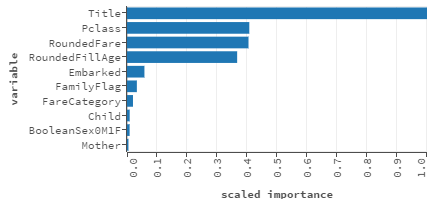 variable
Title
Pclass
RoundedFare
RoundedFillAge
Embarked
FamilyFlag
FareCategory
Child
BooleanSex0M1F
Mother
0.0 0.1 0.2 0.3 0.4 0.5 0.6 0.7 0.8 0.9 1.0
scaled importance